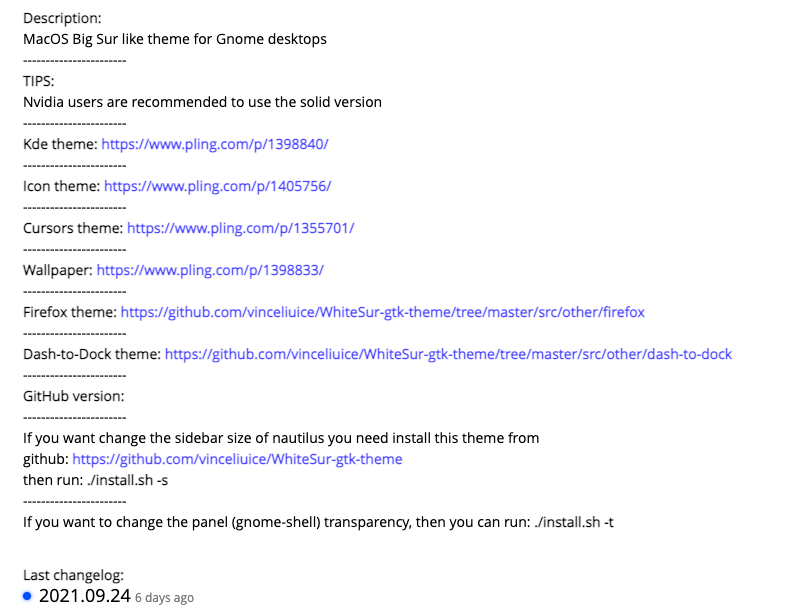 Description:
MacOS Big Sur like theme for Gnome desktops
-----------------------
TIPS:
Nvidia users are recommended to use the solid version
-----------------------
Kde theme: https://www.pling.com/p/1398840/
-----------------------
Icon theme: https://www.pling.com/p/1405756/
-----------------------
Cursors theme: https://www.pling.com/p/1355701/
-----------------------
Wallpaper: https://www.pling.com/p/1398833/
-----------------------
Firefox theme: https://github.com/vinceliuice/WhiteSur-gtk-theme/tree/master/src/other/firefox
-----------------------
Dash-to-Dock theme: https://github.com/vinceliuice/WhiteSur-gtk-theme/tree/master/src/other/dash-to-dock
-----------------------
GitHub version:
-----------------------
If you want change the sidebar size of nautilus you need install this theme from
github: https://github.com/vinceliuice/WhiteSur-gtk-theme
then run: ./install.sh -s
-----------------------
If you want to change the panel (gnome-shell) transparency, then you can run: ./install.sh -t
Last changelog:
2021.09.24 6 days ago